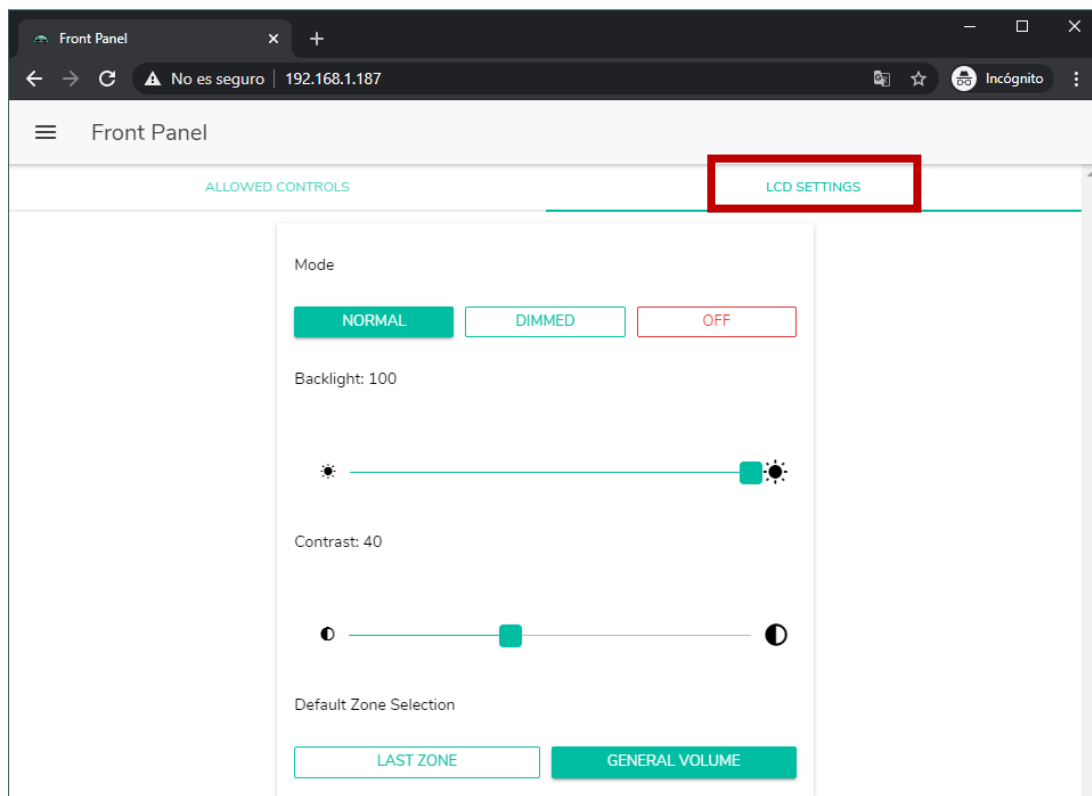 Front Panel
No es seguro 192.168.1.187 Incógnito
Front Panel
ALLOWED CONTROLS LCD SETTINGS
Mode
NORMAL DIMMED OFF
Backlight: 100
Contrast: 40
Default Zone Selection
LAST ZONE GENERAL VOLUME